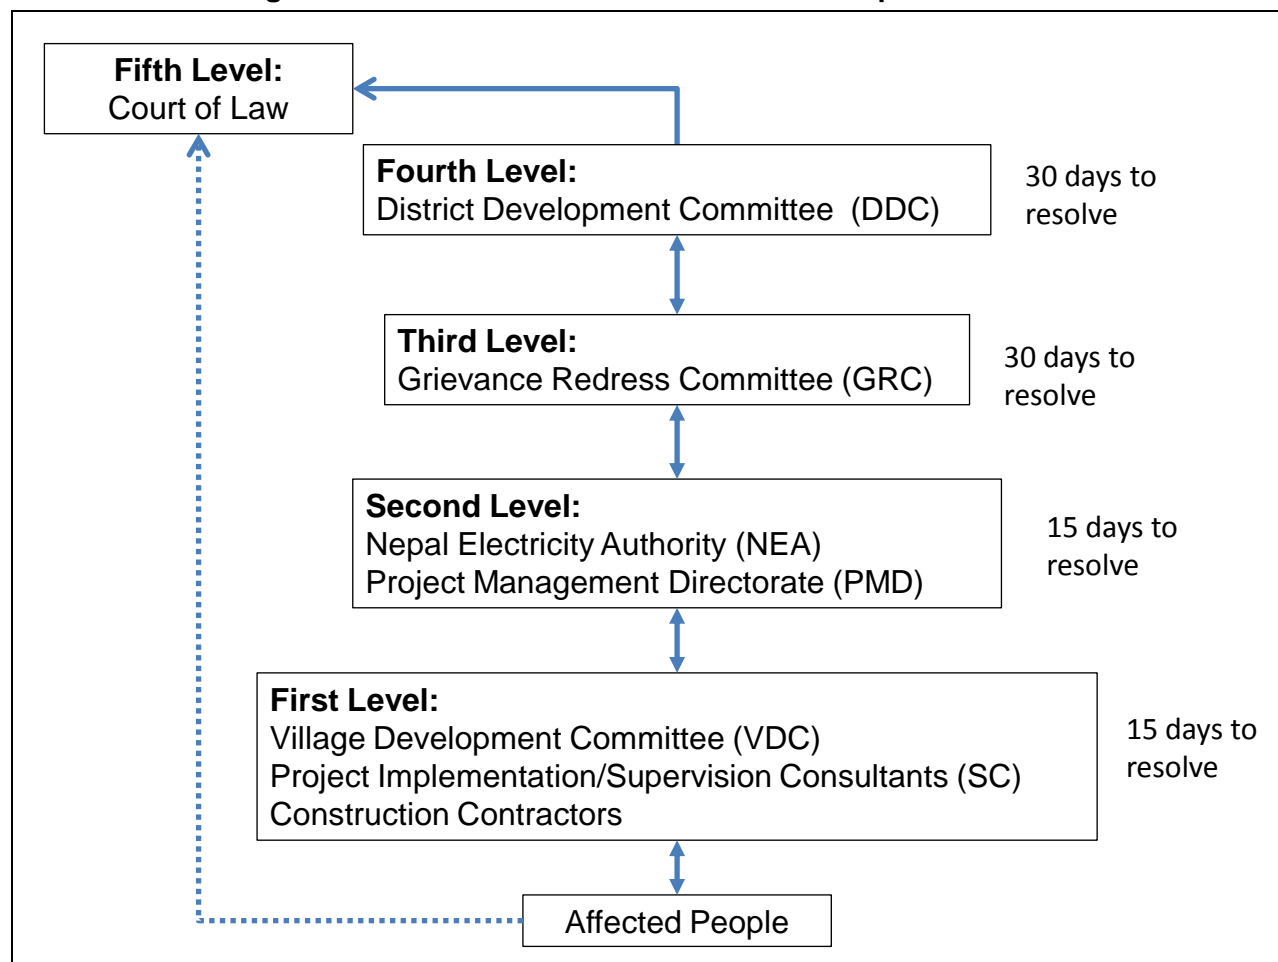 Fifth Level:
Court of Law
Fourth Level:
District Development Committee (DDC)
30 days to
resolve
Third Level:
Grievance Redress Committee (GRC)
30 days to
resolve
Second Level:
Nepal Electricity Authority (NEA)
Project Management Directorate (PMD)
15 days to
resolve
First Level:
Village Development Committee (VDC)
Project Implementation/Supervision Consultants (SC)
Construction Contractors
15 days to
resolve
Affected People